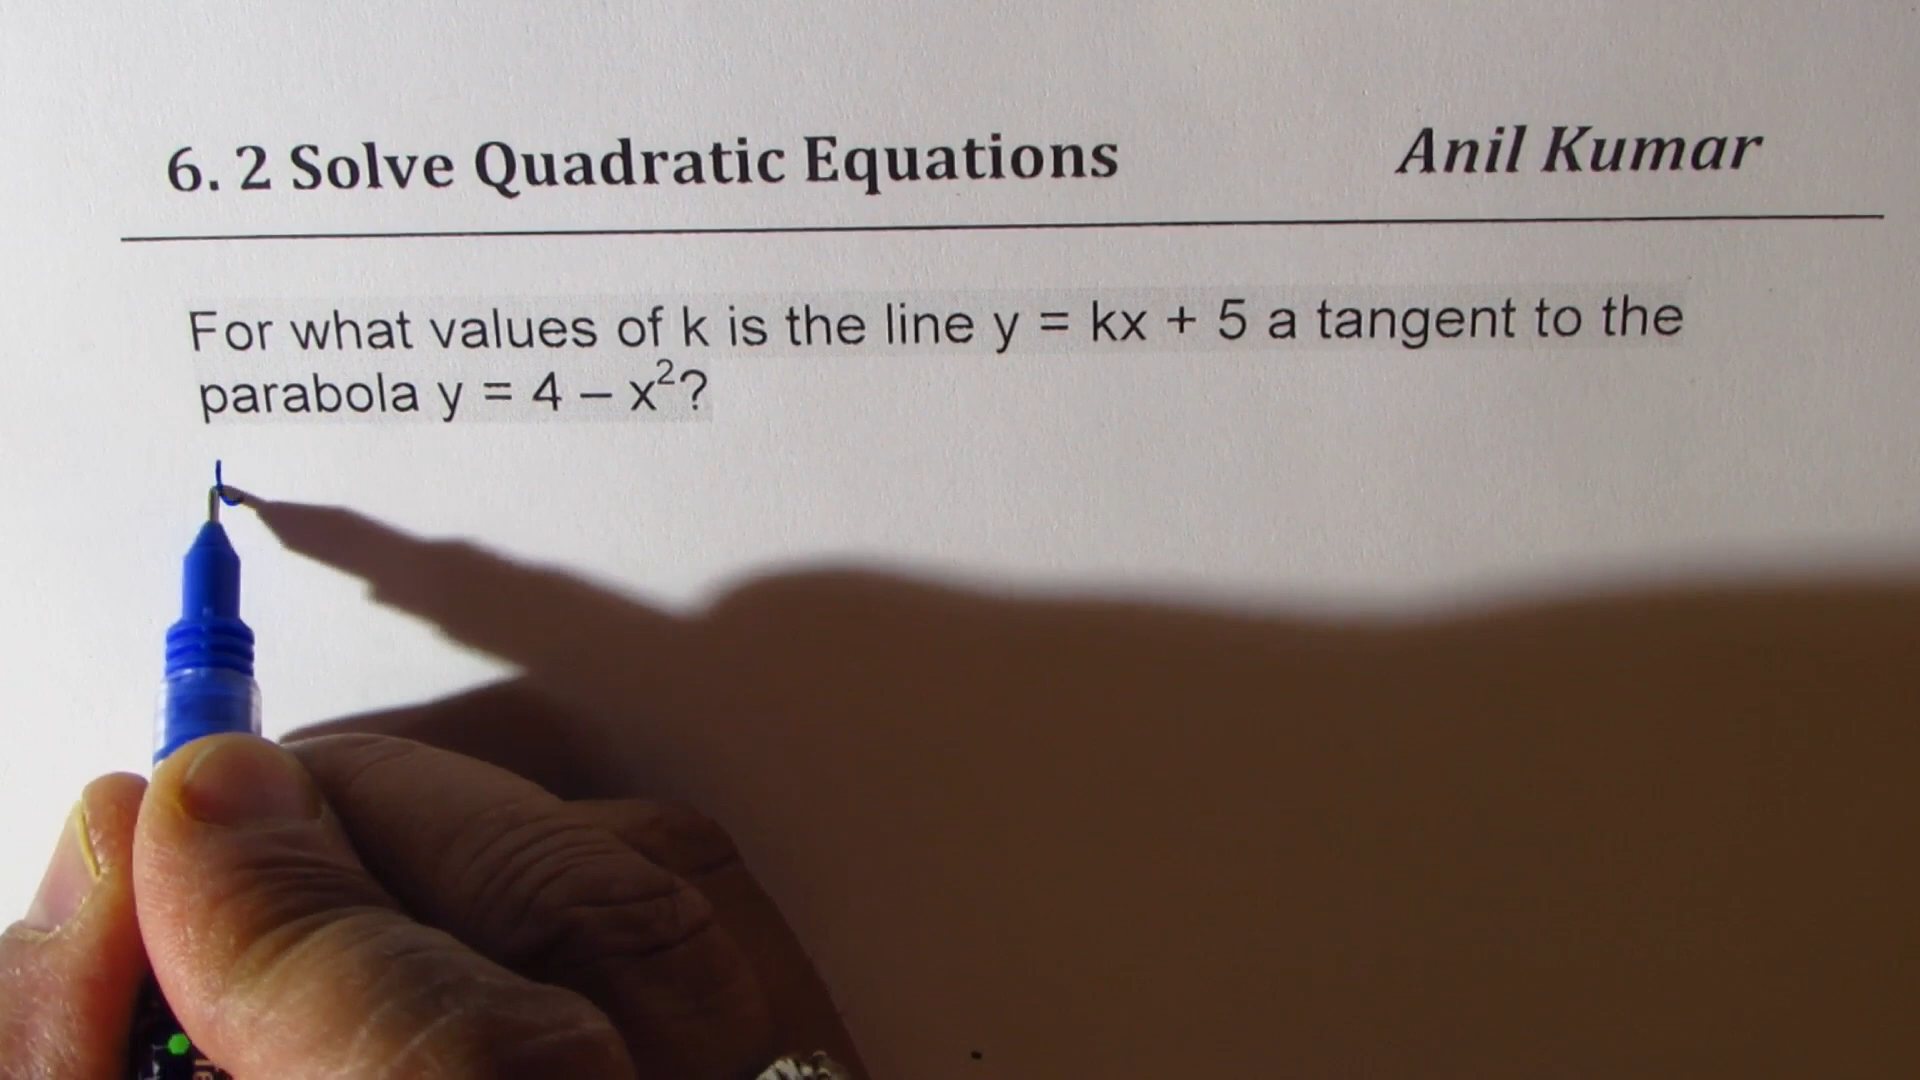 6. 2 Solve Quadratic Equations Anil Kumar
For what values of k is the line y = kx + 5 a tangent to the
parabola y = 4 – x²?